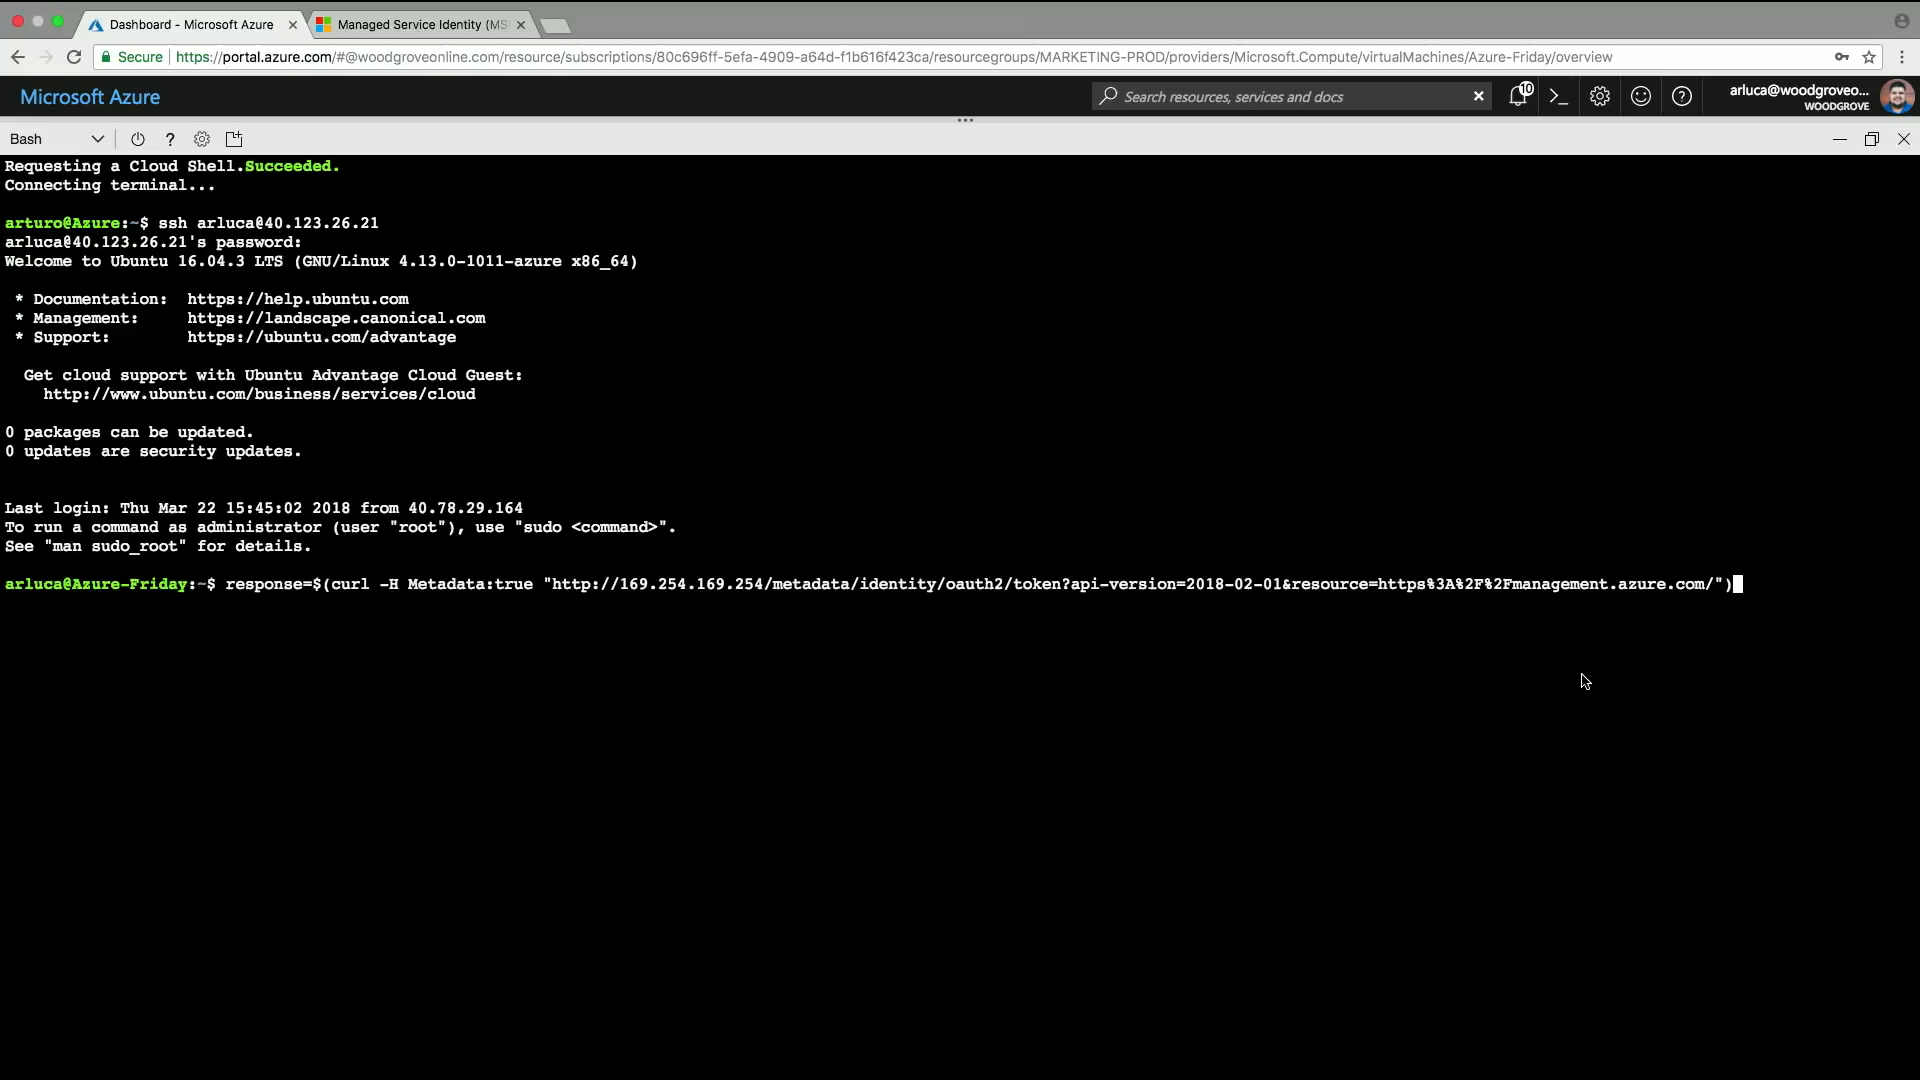 Dashboard - Microsoft Azure
Managed Service Identity (MS
Secure https://portal.azure.com/#@woodgroveonline.com/resource/subscriptions/80c696ff-5efa-4909-a64d-f1b616f423ca/resourcegroups/MARKETING-PROD/providers/Microsoft.Compute/virtualMachines/Azure-Friday/overview
Microsoft Azure
Search resources, services and docs
10
arluca@woodgroveo...
WOODGROVE
Bash
Requesting a Cloud Shell.Succeeded.
Connecting terminal...
arturo@Azure:~$ ssh arluca@40.123.26.21
arluca@40.123.26.21's password:
Welcome to Ubuntu 16.04.3 LTS (GNU/Linux 4.13.0-1011-azure x86_64)
* Documentation:  https://help.ubuntu.com
* Management:     https://landscape.canonical.com
* Support:        https://ubuntu.com/advantage
Get cloud support with Ubuntu Advantage Cloud Guest:
http://www.ubuntu.com/business/services/cloud
0 packages can be updated.
0 updates are security updates.
Last login: Thu Mar 22 15:45:02 2018 from 40.78.29.164
To run a command as administrator (user "root"), use "sudo <command>".
See "man sudo_root" for details.
arluca@Azure-Friday:~$ response=$(curl -H Metadata:true "http://169.254.169.254/metadata/identity/oauth2/token?api-version=2018-02-01&resource=https%3A%2F%2Fmanagement.azure.com/")